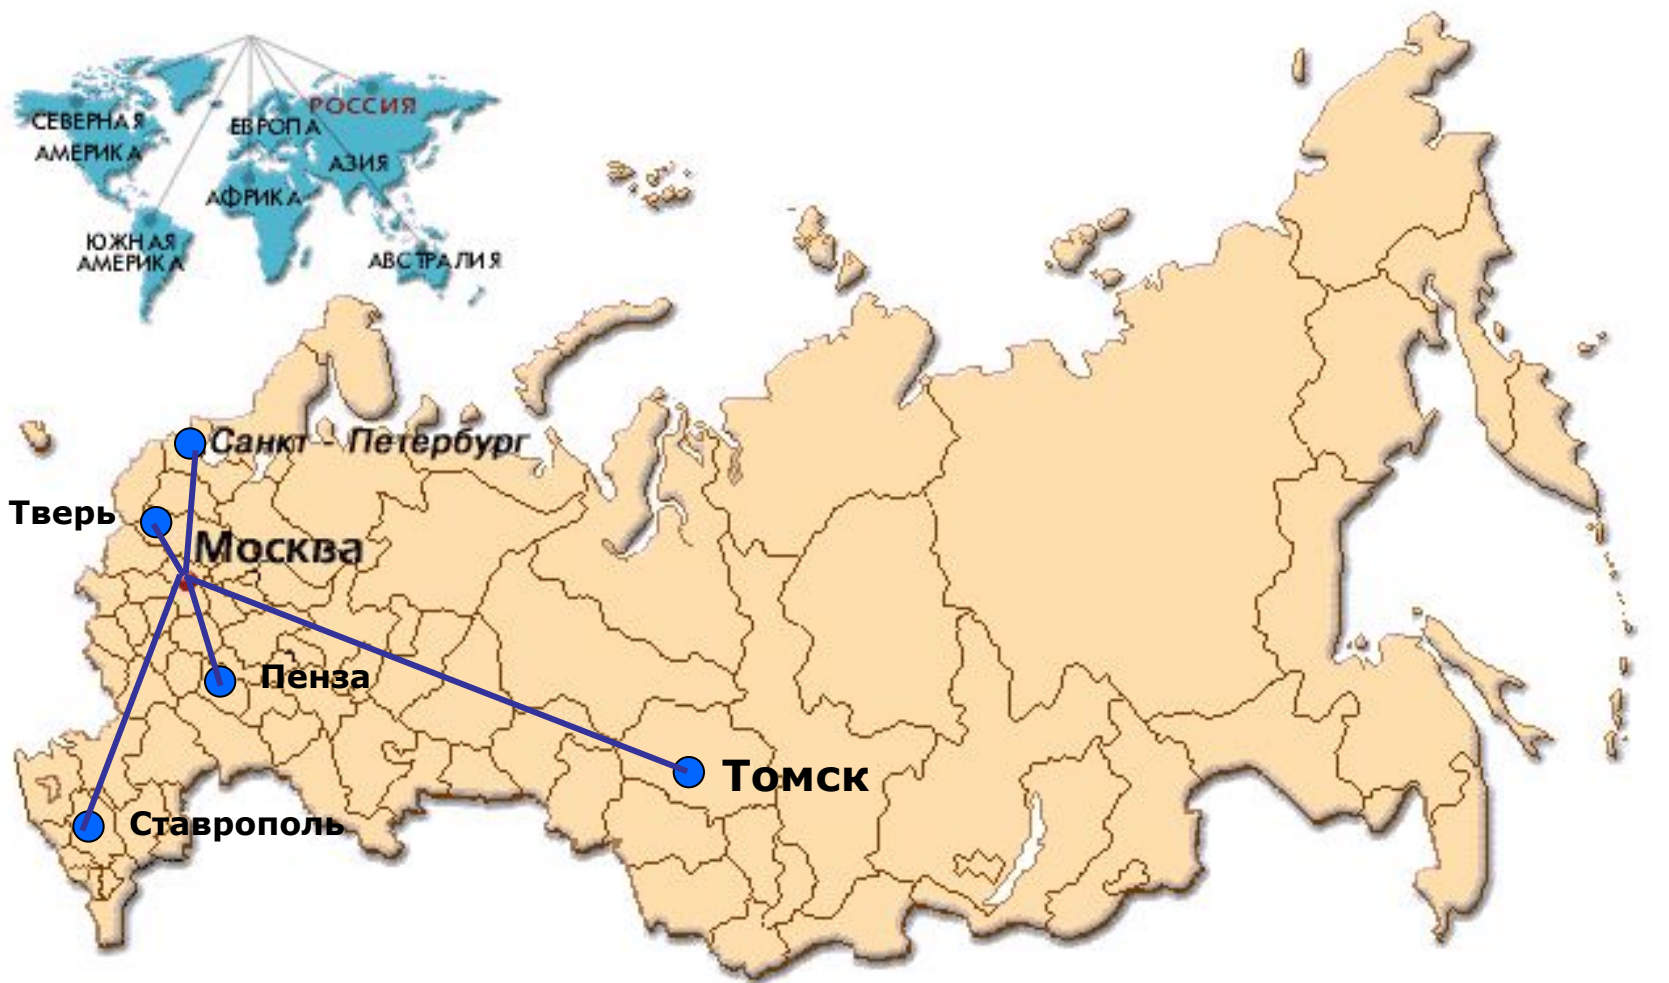 РОССИЯ
СЕВЕРНАЯ
АМЕРИКА
ЕВРОПА
АЗИЯ
АФРИКА
ЮЖНАЯ
АМЕРИКА
АВСТРАЛИЯ
Санкт - Петербург
Тверь
Москва
Пенза
Томск
Ставрополь